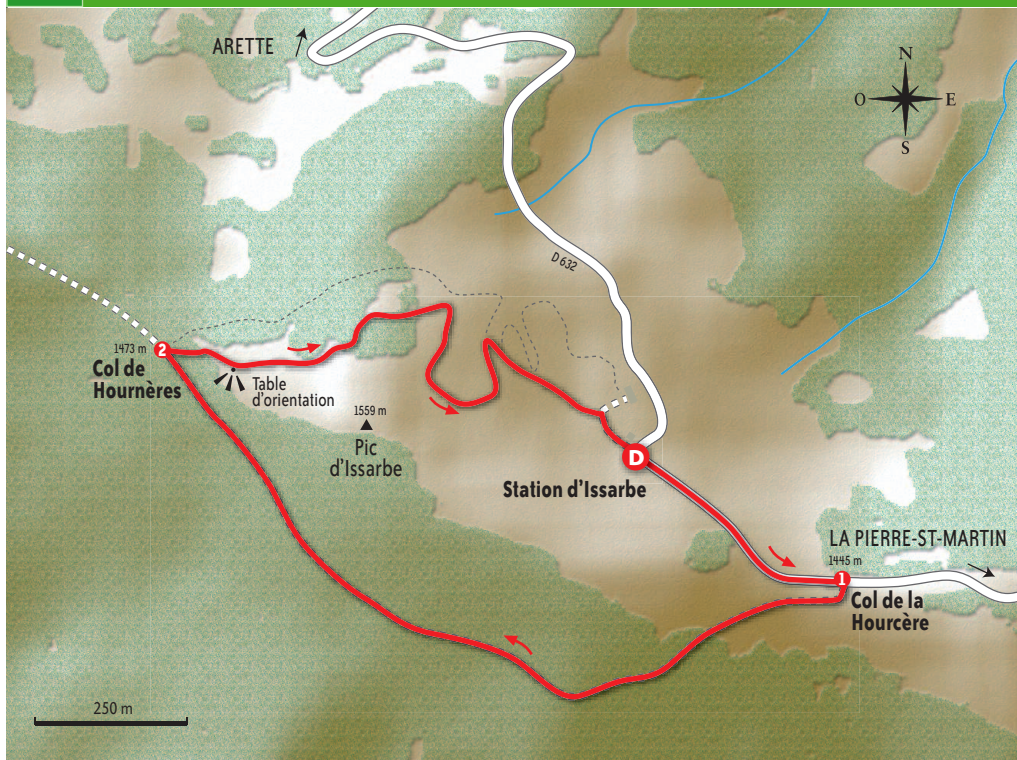 ARETTE
N
O
E
S
D 632
1473 m
2
Col de
Hournères
Table
d'orientation
1559 m
Pic
d'Issarbe
D
Station d'Issarbe
LA PIERRE-ST-MARTIN
1445 m
1
Col de la
Hourcère
250 m